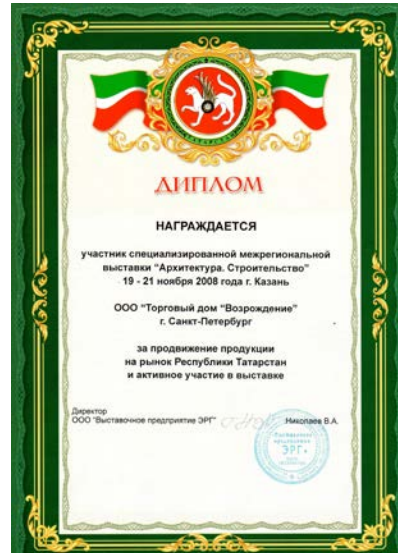 ДИПЛОМ
НАГРАЖДАЕТСЯ
участник специализированной межрегиональной
выставки "Архитектура. Строительство"
19 - 21 ноября 2008 года г. Казань
ООО "Торговый дом "Возрождение"
г. Санкт-Петербург
за продвижение продукции
на рынок Республики Татарстан
и активное участие в выставке
Директор
ООО "Выставочное предприятие ЭРГ" Николаев В.А.
ЭРГ